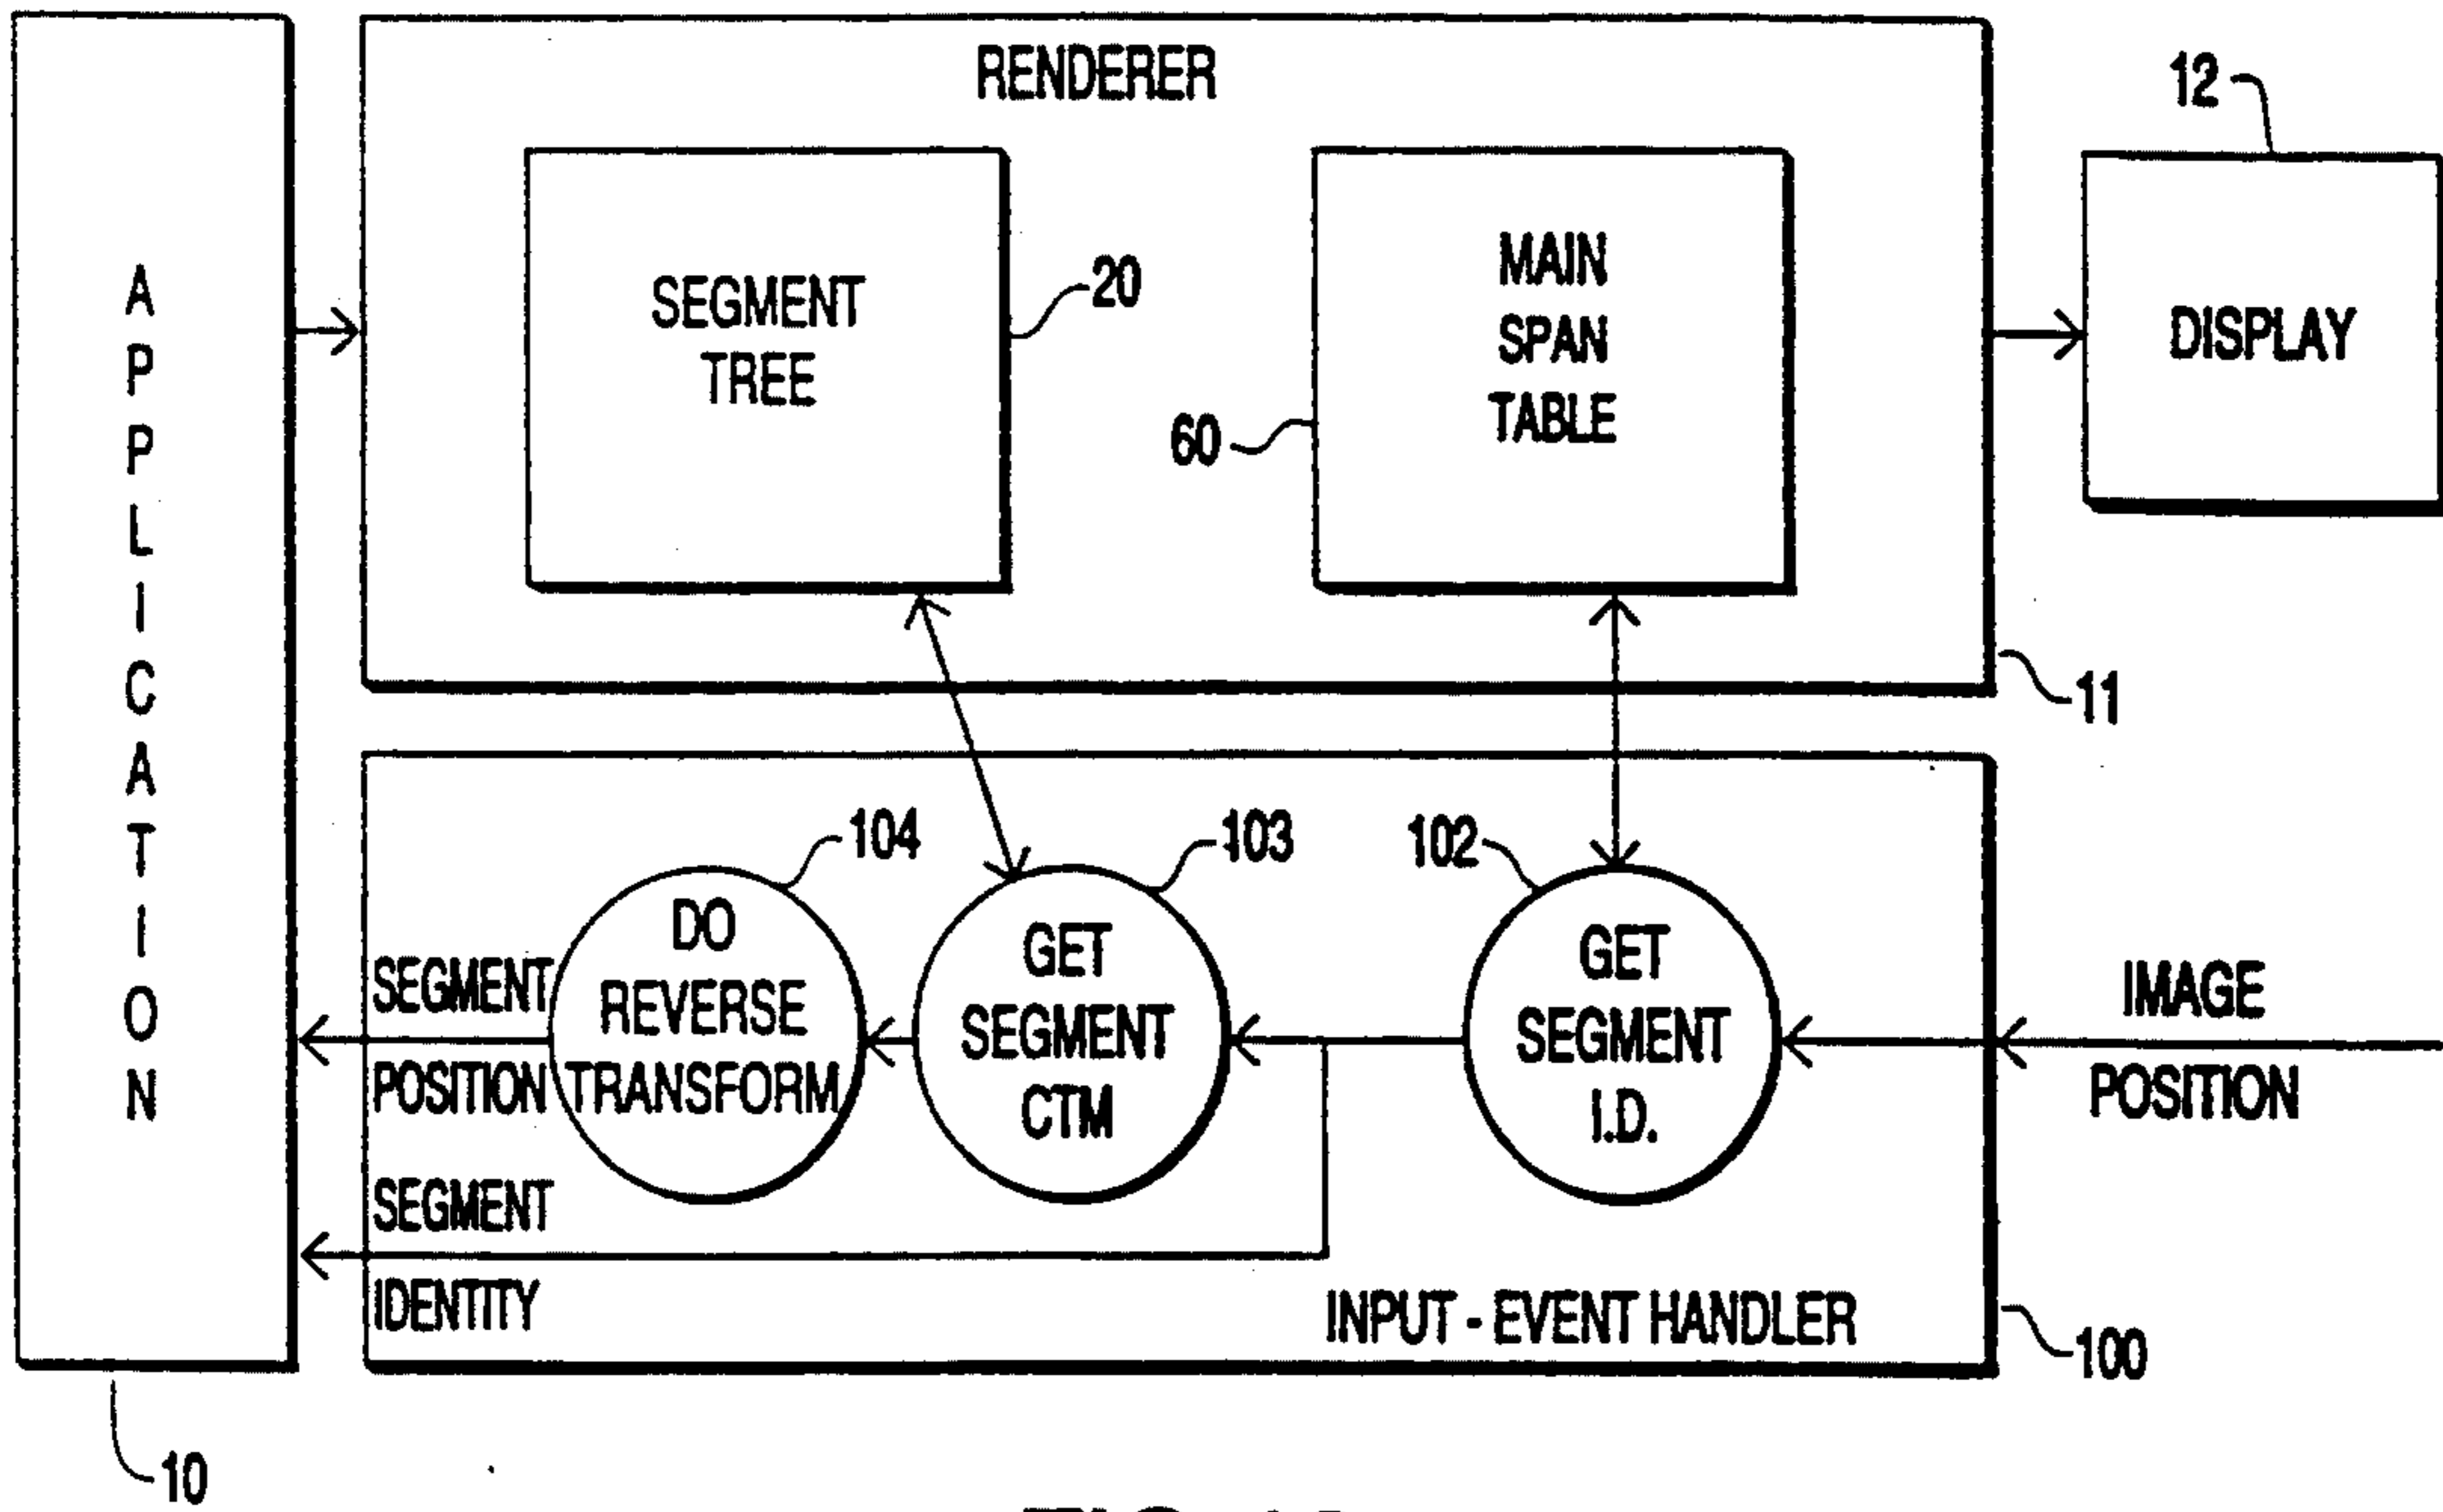 RENDERER
12
APPLICATION
SEGMENT
TREE
20
MAIN
SPAN
TABLE
60
DISPLAY
11
104
103
102
DO
REVERSE
TRANSFORM
GET
SEGMENT
CTM
GET
SEGMENT
I.D.
SEGMENT
POSITION
IMAGE
POSITION
SEGMENT
IDENTITY
INPUT - EVENT HANDLER
100
10